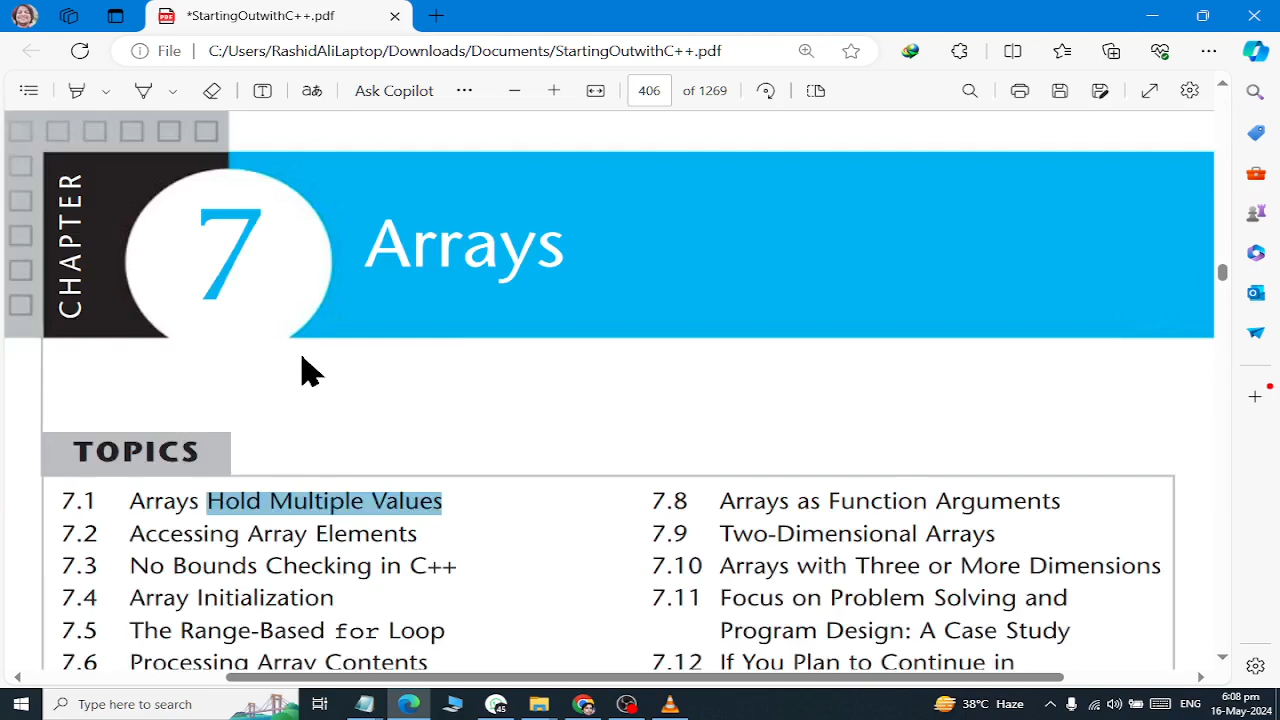 *StartingOutwithC++.pdf
File C:/Users/RashidAliLaptop/Downloads/Documents/StartingOutwithC++.pdf
aあ Ask Copilot 406 of 1269
CHAPTER
7
Arrays
TOPICS
7.1 Arrays Hold Multiple Values
7.2 Accessing Array Elements
7.3 No Bounds Checking in C++
7.4 Array Initialization
7.5 The Range-Based for Loop
7.6 Processing Array Contents
7.8 Arrays as Function Arguments
7.9 Two-Dimensional Arrays
7.10 Arrays with Three or More Dimensions
7.11 Focus on Problem Solving and
Program Design: A Case Study
7.12 If You Plan to Continue in
Type here to search
45
38°C Haze
ENG
6:08 pm
16-May-2024